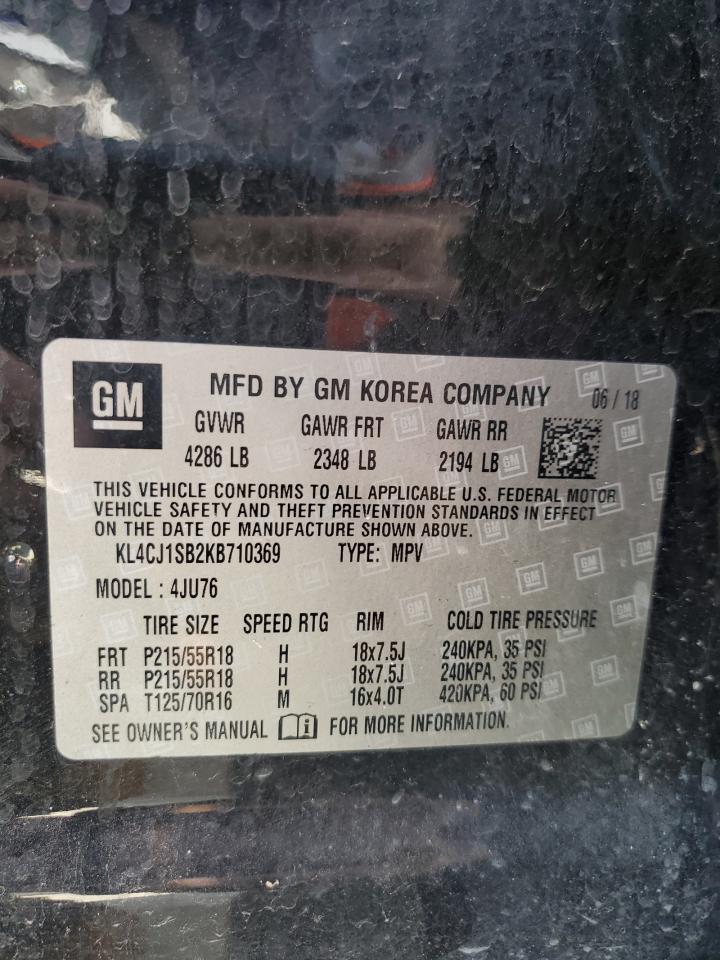 GM
MFD BY GM KOREA COMPANY 06 / 18
GVWR GAWR FRT GAWR RR
4286 LB 2348 LB 2194 LB
THIS VEHICLE CONFORMS TO ALL APPLICABLE U.S. FEDERAL MOTOR
VEHICLE SAFETY AND THEFT PREVENTION STANDARDS IN EFFECT
ON THE DATE OF MANUFACTURE SHOWN ABOVE.
KL4CJ1SB2KB710369 TYPE: MPV
MODEL : 4JU76
TIRE SIZE SPEED RTG RIM COLD TIRE PRESSURE
FRT P215/55R18 H 18x7.5J 240KPA, 35 PSI
RR P215/55R18 H 18x7.5J 240KPA, 35 PSI
SPA T125/70R16 M 16x4.0T 420KPA, 60 PSI
SEE OWNER'S MANUAL FOR MORE INFORMATION.